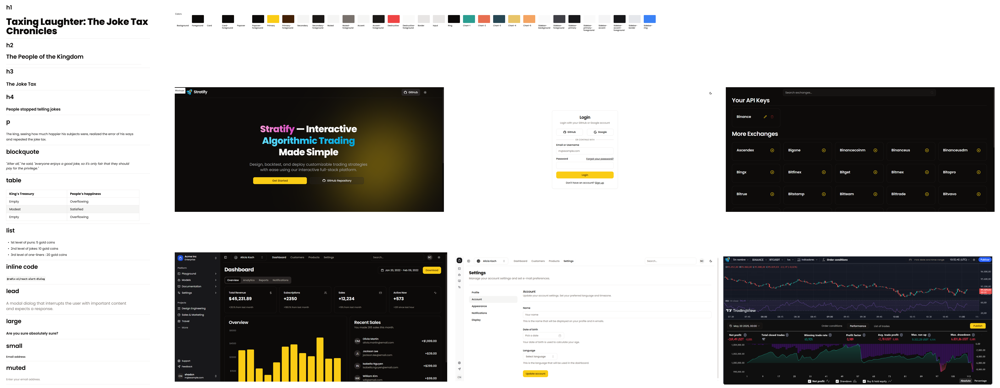 h1
Taxing Laughter: The Joke Tax
Chronicles
h2
The People of the Kingdom
h3
The Joke Tax
h4
People stopped telling jokes
p
The king, seeing how much happier his subjects were, realized the error of his ways
and repealed the joke tax.
blockquote
"After all," he said, "everyone enjoys a good joke, so it's only fair that they should
pay for the privilege."
table
King's Treasury People's happiness
Empty Overflowing
Modest Satisfied
Empty Overflowing
list
• 1st level of puns: 5 gold coins
• 2nd level of jokes: 10 gold coins
• 3rd level of one-liners : 20 gold coins
inline code
@radix-ui/react-alert-dialog
lead
A modal dialog that interrupts the user with important content
and expects a response.
large
Are you sure absolutely sure?
small
Email address
muted
Enter your email address.
Colors
Background
Foreground
Card
Card-
foreground
Popover
Popover-
foreground
Primary
Primary-
foreground
Secondary
Secondary-
foreground
Muted
Muted-
foreground
Accent
Accent-
foreground
Destructive
Destructive-
foreground
Border
Input
Ring
Chart-1
Chart-2
Chart-3
Chart-4
Chart-5
Sidebar-
background
Sidebar-
foreground
Sidebar-
primary
Sidebar-
primary-
foreground
Sidebar-
accent
Sidebar-
accent-
foreground
Sidebar-
border
Sidebar-
ring
Mockups
Stratify
GitHub
Stratify — Interactive
Algorithmic Trading
Made Simple
Design, backtest, and deploy customizable trading strategies
with ease using our interactive full-stack platform.
Get Started
GitHub Repository
Login
Login with your GitHub or Google account
GitHub
Google
OR CONTINUE WITH
Email or Username
m@example.com
Password Forgot your password?
Login
Don't have an account? Sign up
Search exchanges...
Your API Keys
Binance
More Exchanges
Ascendex Bigone Binancecoinm Binanceus Binanceusdm
Bingx Bitfinex Bitget Bitmex Bitopro
Bitrue Bitstamp Bitteam Bittrade Bitvavo
Acme Inc
Enterprise
Platform
Playground
Models
Documentation
Settings
Projects
Design Engineering
Sales & Marketing
Travel
More
Support
Feedback
CN
shadcn
m@example.com
Alicia Koch
Dashboard Customers Products Settings
Search...
SC
Dashboard
Jan 20, 2022 - Feb 09, 2022
Download
Overview Analytics Reports Notifications
Total Revenue
$45,231.89
+20.1% from last month
Subscriptions
+2350
+180.1% from last month
Sales
+12,234
+19% from last month
Active Now
+573
+201 since last hour
Overview
$6000
$4500
$3000
$1500
Recent Sales
You made 265 sales this month.
OM
Olivia Martin
olivia.martin@email.com
+$1,999.00
JL
Jackson Lee
jackson.lee@email.com
+$39.00
IN
Isabella Nguyen
isabella.nguyen@email.com
+$299.00
WK
William Kim
will@email.com
+$99.00
Alicia Koch
Dashboard Customers Products Settings
Search...
SC
Settings
Manage your account settings and set e-mail preferences.
Profile
Account
Appearance
Notifications
Display
Account
Update your account settings. Set your preferred language and timezone.
Name
Your name
This is the name that will be displayed on your profile and in emails.
Date of birth
Pick a date
Your date of birth is used to calculate your age.
Language
Select language
This is the language that will be used in the dashboard.
Update account
CN
Sin nombre BINANCE BTCUSDT 1m Indicadores Order conditions Pick date and time range 10:52:42 (UTC) Publicar
O95.052,00 H95.060,00 L95.008,00 C95.029,83 −22,17 (−0,02%)
96.000,00
95.600,00
95.200,00
95.029,83
00:02
RSI 14 close 54,41
60,00
20,00
TradingView
07:30 07:45 08:00 08:15 08:30 08:45 09:00 09:15 09:30 09:45 10:00 10:15 10:30 10:45 11:00 11:
May 20 2025, 00:00
Order conditions Performance List of trades
Publish
Net profit Total closed trades Winning trade rate Profit factor Avg. trade profit Max. run-up Max. drawdown
−269,49 USDT −0,03% 97 63,92% 0,989 −2,78 USDT 0,00% 5.322,25 USDT 0,53% 6.831,86 USDT 0,68%
1,004,000.00
1,002,000.00
1,000,000.00
998,000.00
0.00
-2,000.00
-4,000.00
-6,000.00
-8,000.00
1 9 17 25 33 41 49 57 65 73 81 89 97 105 113
Net profit Drawdown Buy & hold equity
Absolute Percentage